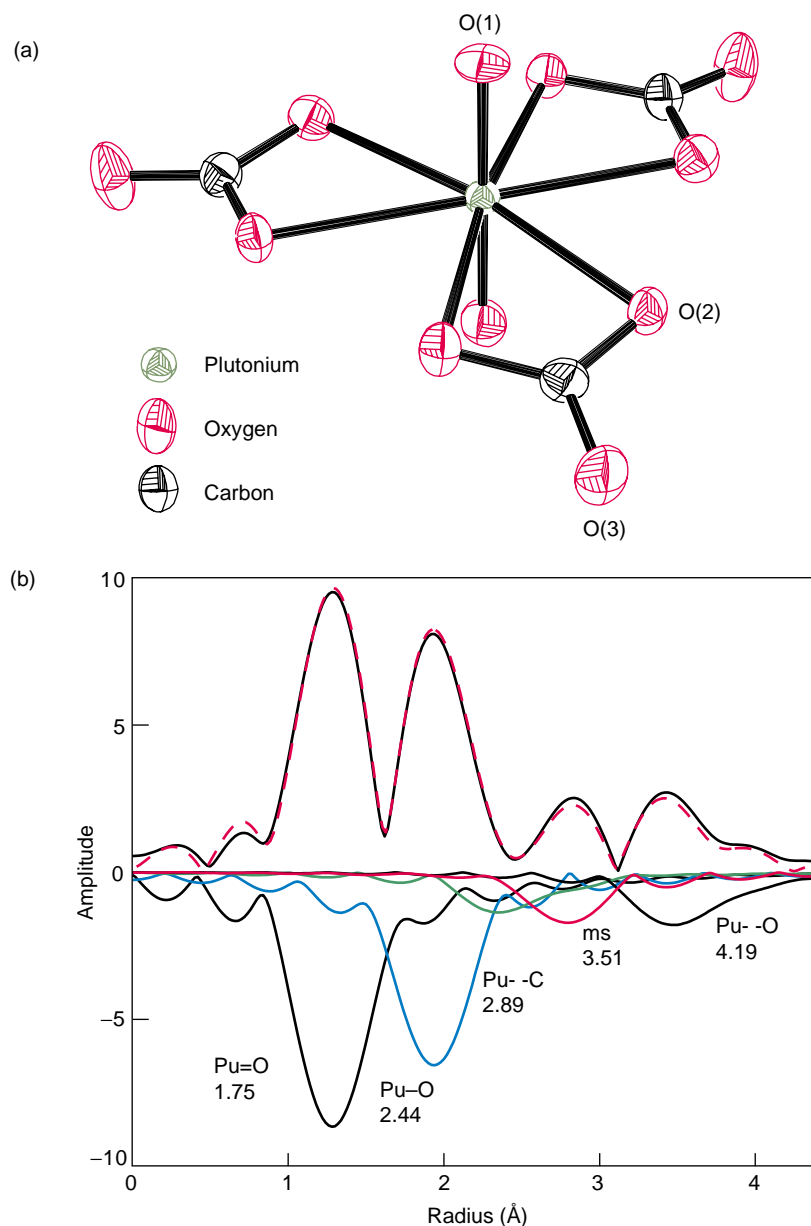 (a)
O(1)
O(2)
O(3)
Plutonium
Oxygen
Carbon
(b)
10
5
0
−5
−10
Amplitude
Pu=O
1.75
Pu–O
2.44
Pu- -C
2.89
ms
3.51
Pu- -O
4.19
0
1
2
3
4
Radius (Å)